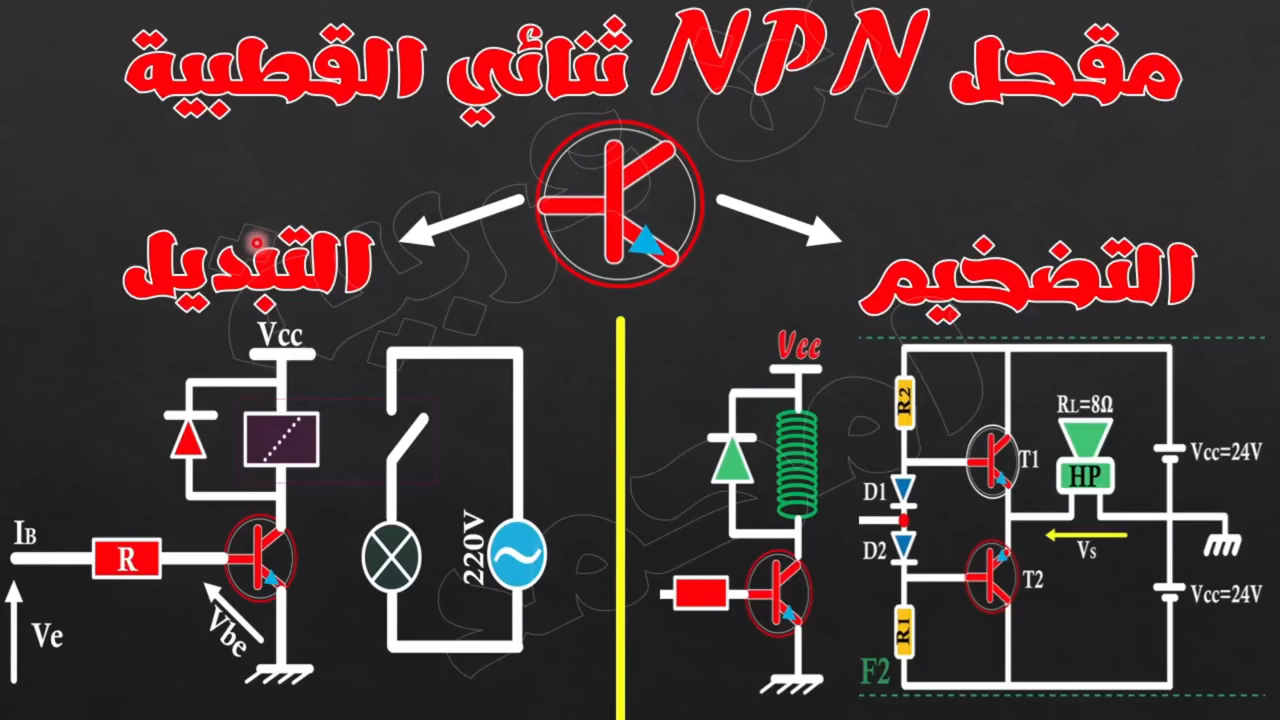 مقحل NPN ثنائي القطبية
التبديل
التضخيم
Vcc
IB
R
Ve
Vbe
220V
Vcc
R2
T1
RL=8Ω
HP
Vcc=24V
D1
D2
Vs
T2
Vcc=24V
R1
F2